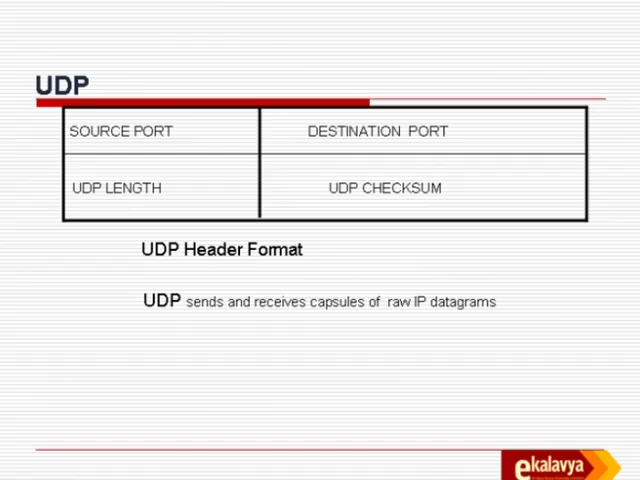 UDP
SOURCE PORT DESTINATION PORT
UDP LENGTH UDP CHECKSUM
UDP Header Format
UDP sends and receives capsules of raw IP datagrams
ekalavya